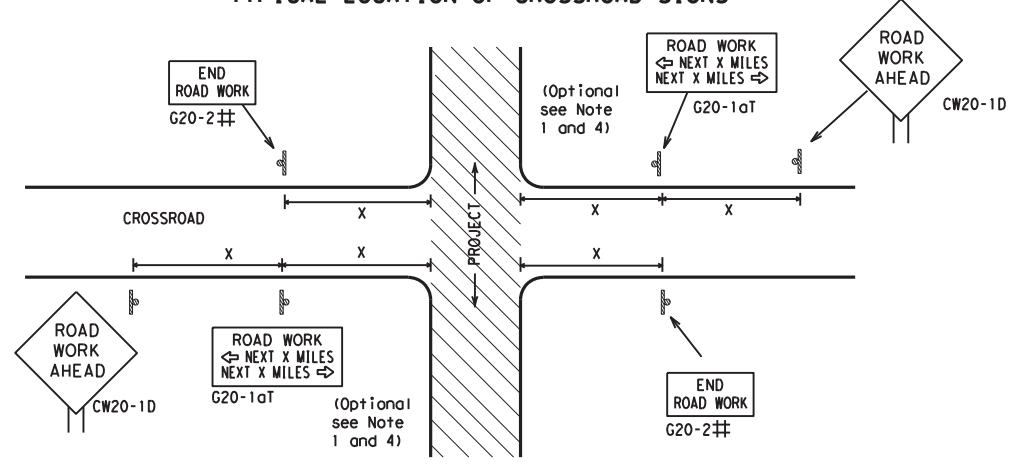 TYPICAL LOCATION OF CROSSROAD SIGNS
END
ROAD WORK
G20-2#
ROAD WORK
⇦ NEXT X MILES
NEXT X MILES ⇨
G20-1aT
(Optional
see Note
1 and 4)
ROAD
WORK
AHEAD
CW20-1D
X
X
X
CROSSROAD
PROJECT
X
X
X
ROAD
WORK
AHEAD
CW20-1D
ROAD WORK
⇦ NEXT X MILES
NEXT X MILES ⇨
G20-1aT
(Optional
see Note
1 and 4)
END
ROAD WORK
G20-2#